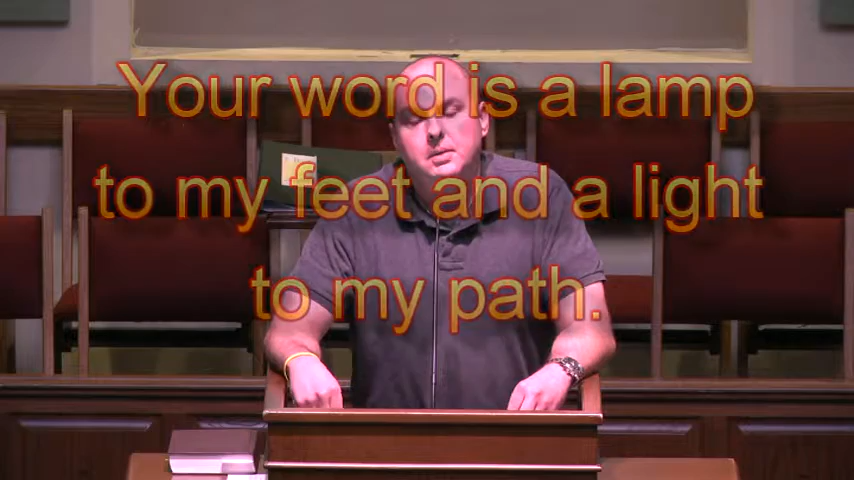 Your word is a lamp
to my feet and a light
to my path.